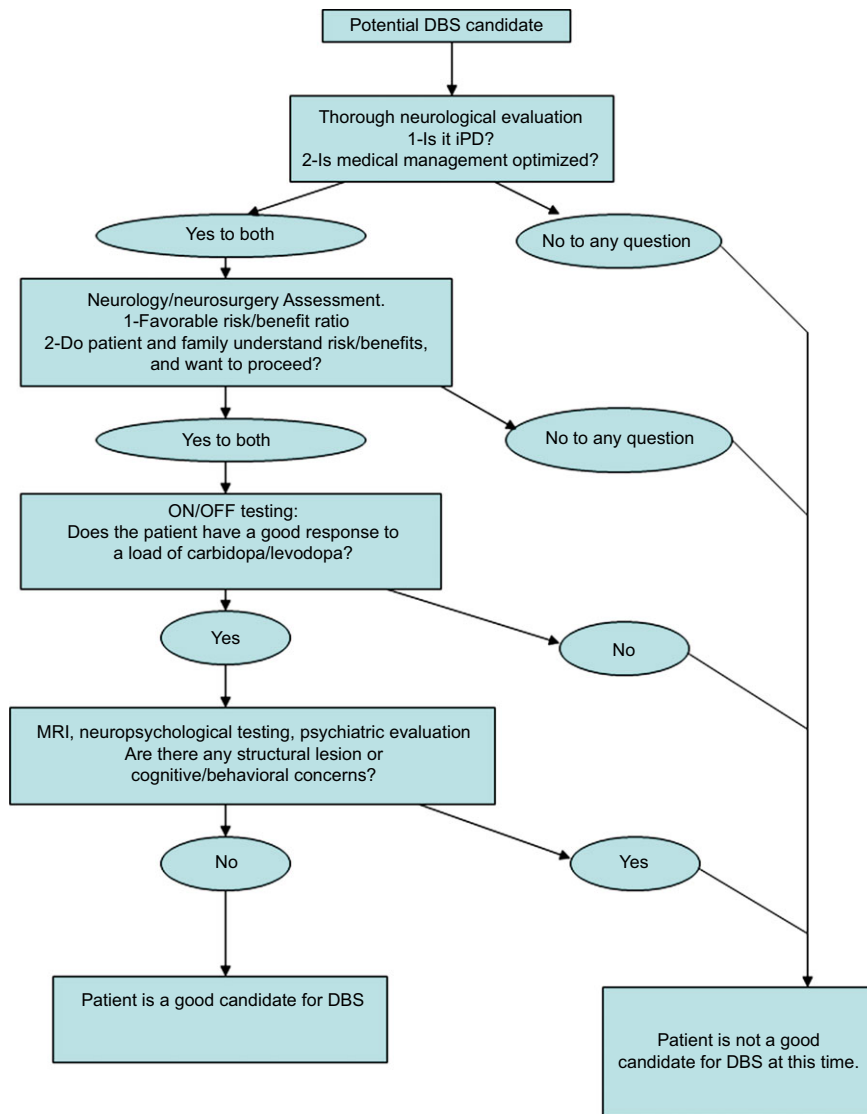 Potential DBS candidate
Thorough neurological evaluation
1-Is it iPD?
2-Is medical management optimized?
Yes to both
No to any question
Neurology/neurosurgery Assessment.
1-Favorable risk/benefit ratio
2-Do patient and family understand risk/benefits,
and want to proceed?
Yes to both
No to any question
ON/OFF testing:
Does the patient have a good response to
a load of carbidopa/levodopa?
Yes
No
MRI, neuropsychological testing, psychiatric evaluation
Are there any structural lesion or
cognitive/behavioral concerns?
No
Yes
Patient is a good candidate for DBS
Patient is not a good
candidate for DBS at this time.